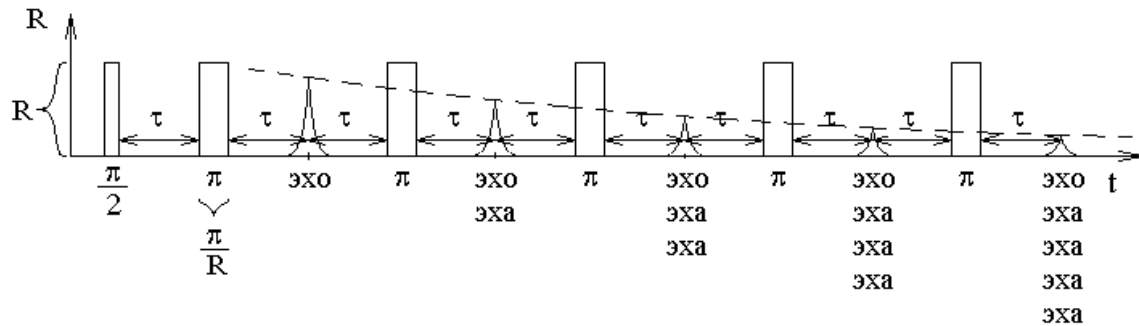 R
R
τ τ τ τ τ τ τ τ τ τ
π/2 π эхо π эхо π эхо π эхо π эхо t
эха эха эха эха
π/R эха эха эха
эха эха
эха